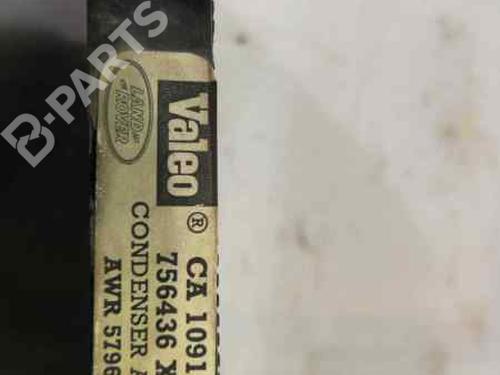 B-PARTS
LAND ROVER
Valeo®
CA 1091
756436 X
CONDENSER A
AWR 5796